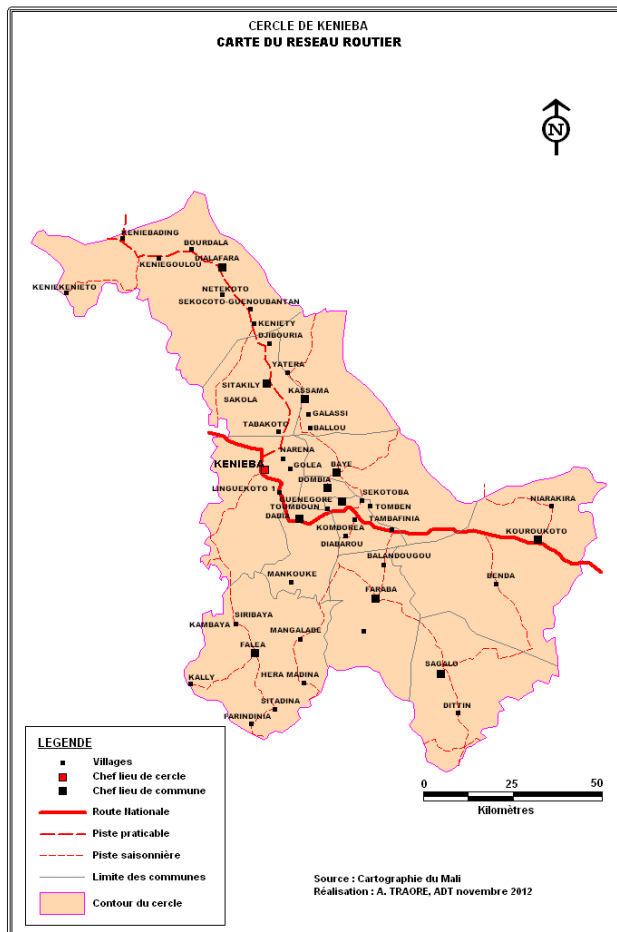 CERCLE DE KENIEBA
CARTE DU RESEAU ROUTIER
N
KENIEBADING
BOURDALA
DIALAFARA
KENIEGOULOU
KENIEKENIETO
NETEKOTO
SEKOCOTO-GUENOUBANTAN
KENIETY
DJIBOURIA
YATERA
SITAKILY
KASSAMA
SAKOLA
GALASSI
TABAKOTO
BALLOU
NARENA
KENIEBA
GOLEA
BAYE
DOMBIA
LINGUEKOTO 1
GUENEGORE
SEKOTOBA
NIARAKIRA
TOUMBOUN
TOMBEN
DABIA
TAMBAFINIA
KOMBOREA
KOUROUKOTO
DIABAROU
BALANDOUGOU
MANKOUKE
BENDA
FARABA
SIRIBAYA
KAMBAYA
MANGALABE
FALEA
SAGALO
KALLY
HERA MADINA
SITADINA
DITTIN
FARINDINIA
LEGENDE
Villages
Chef lieu de cercle
Chef lieu de commune
Route Nationale
Piste praticable
Piste saisonnière
Limite des communes
Contour du cercle
0 25 50
Kilomètres
Source : Cartographie du Mali
Réalisation : A. TRAORE, ADT novembre 2012